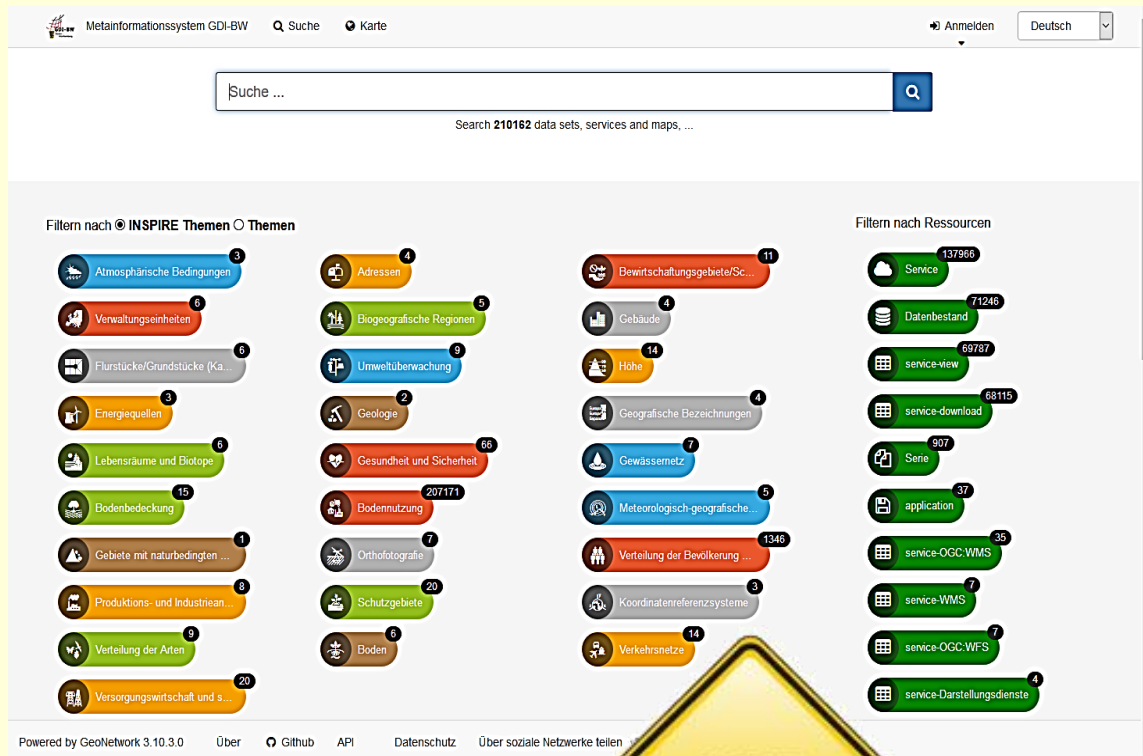 Metainformationssystem GDI-BW Suche Karte Anmelden Deutsch
Suche ...
Search 210162 data sets, services and maps, ...
Filtern nach INSPIRE Themen Themen
Filtern nach Ressourcen
Atmosphärische Bedingungen 3
Verwaltungseinheiten 6
Flurstücke/Grundstücke (Ka... 6
Energiequellen 3
Lebensräume und Biotope 6
Bodenbedeckung 15
Gebiete mit naturbedingten ... 1
Produktions- und Industriean... 8
Verteilung der Arten 9
Versorgungswirtschaft und s... 20
Adressen 4
Biogeografische Regionen 5
Umweltüberwachung 9
Geologie 2
Gesundheit und Sicherheit 66
Bodennutzung 207171
Orthofotografie 7
Schutzgebiete 20
Boden 6
Bewirtschaftungsgebiete/Sc... 11
Gebäude 4
Höhe 14
Geografische Bezeichnungen 4
Gewässernetz 7
Meteorologisch-geografische... 5
Verteilung der Bevölkerung ... 1346
Koordinatenreferenzsysteme 3
Verkehrsnetze 14
Service 137966
Datenbestand 71246
service-view 69787
service-download 68115
Serie 907
application 37
service-OGC:WMS 35
service-WMS 7
service-OGC:WFS 7
service-Darstellungsdienste 4
Powered by GeoNetwork 3.10.3.0 Über Github API Datenschutz Über soziale Netzwerke teilen